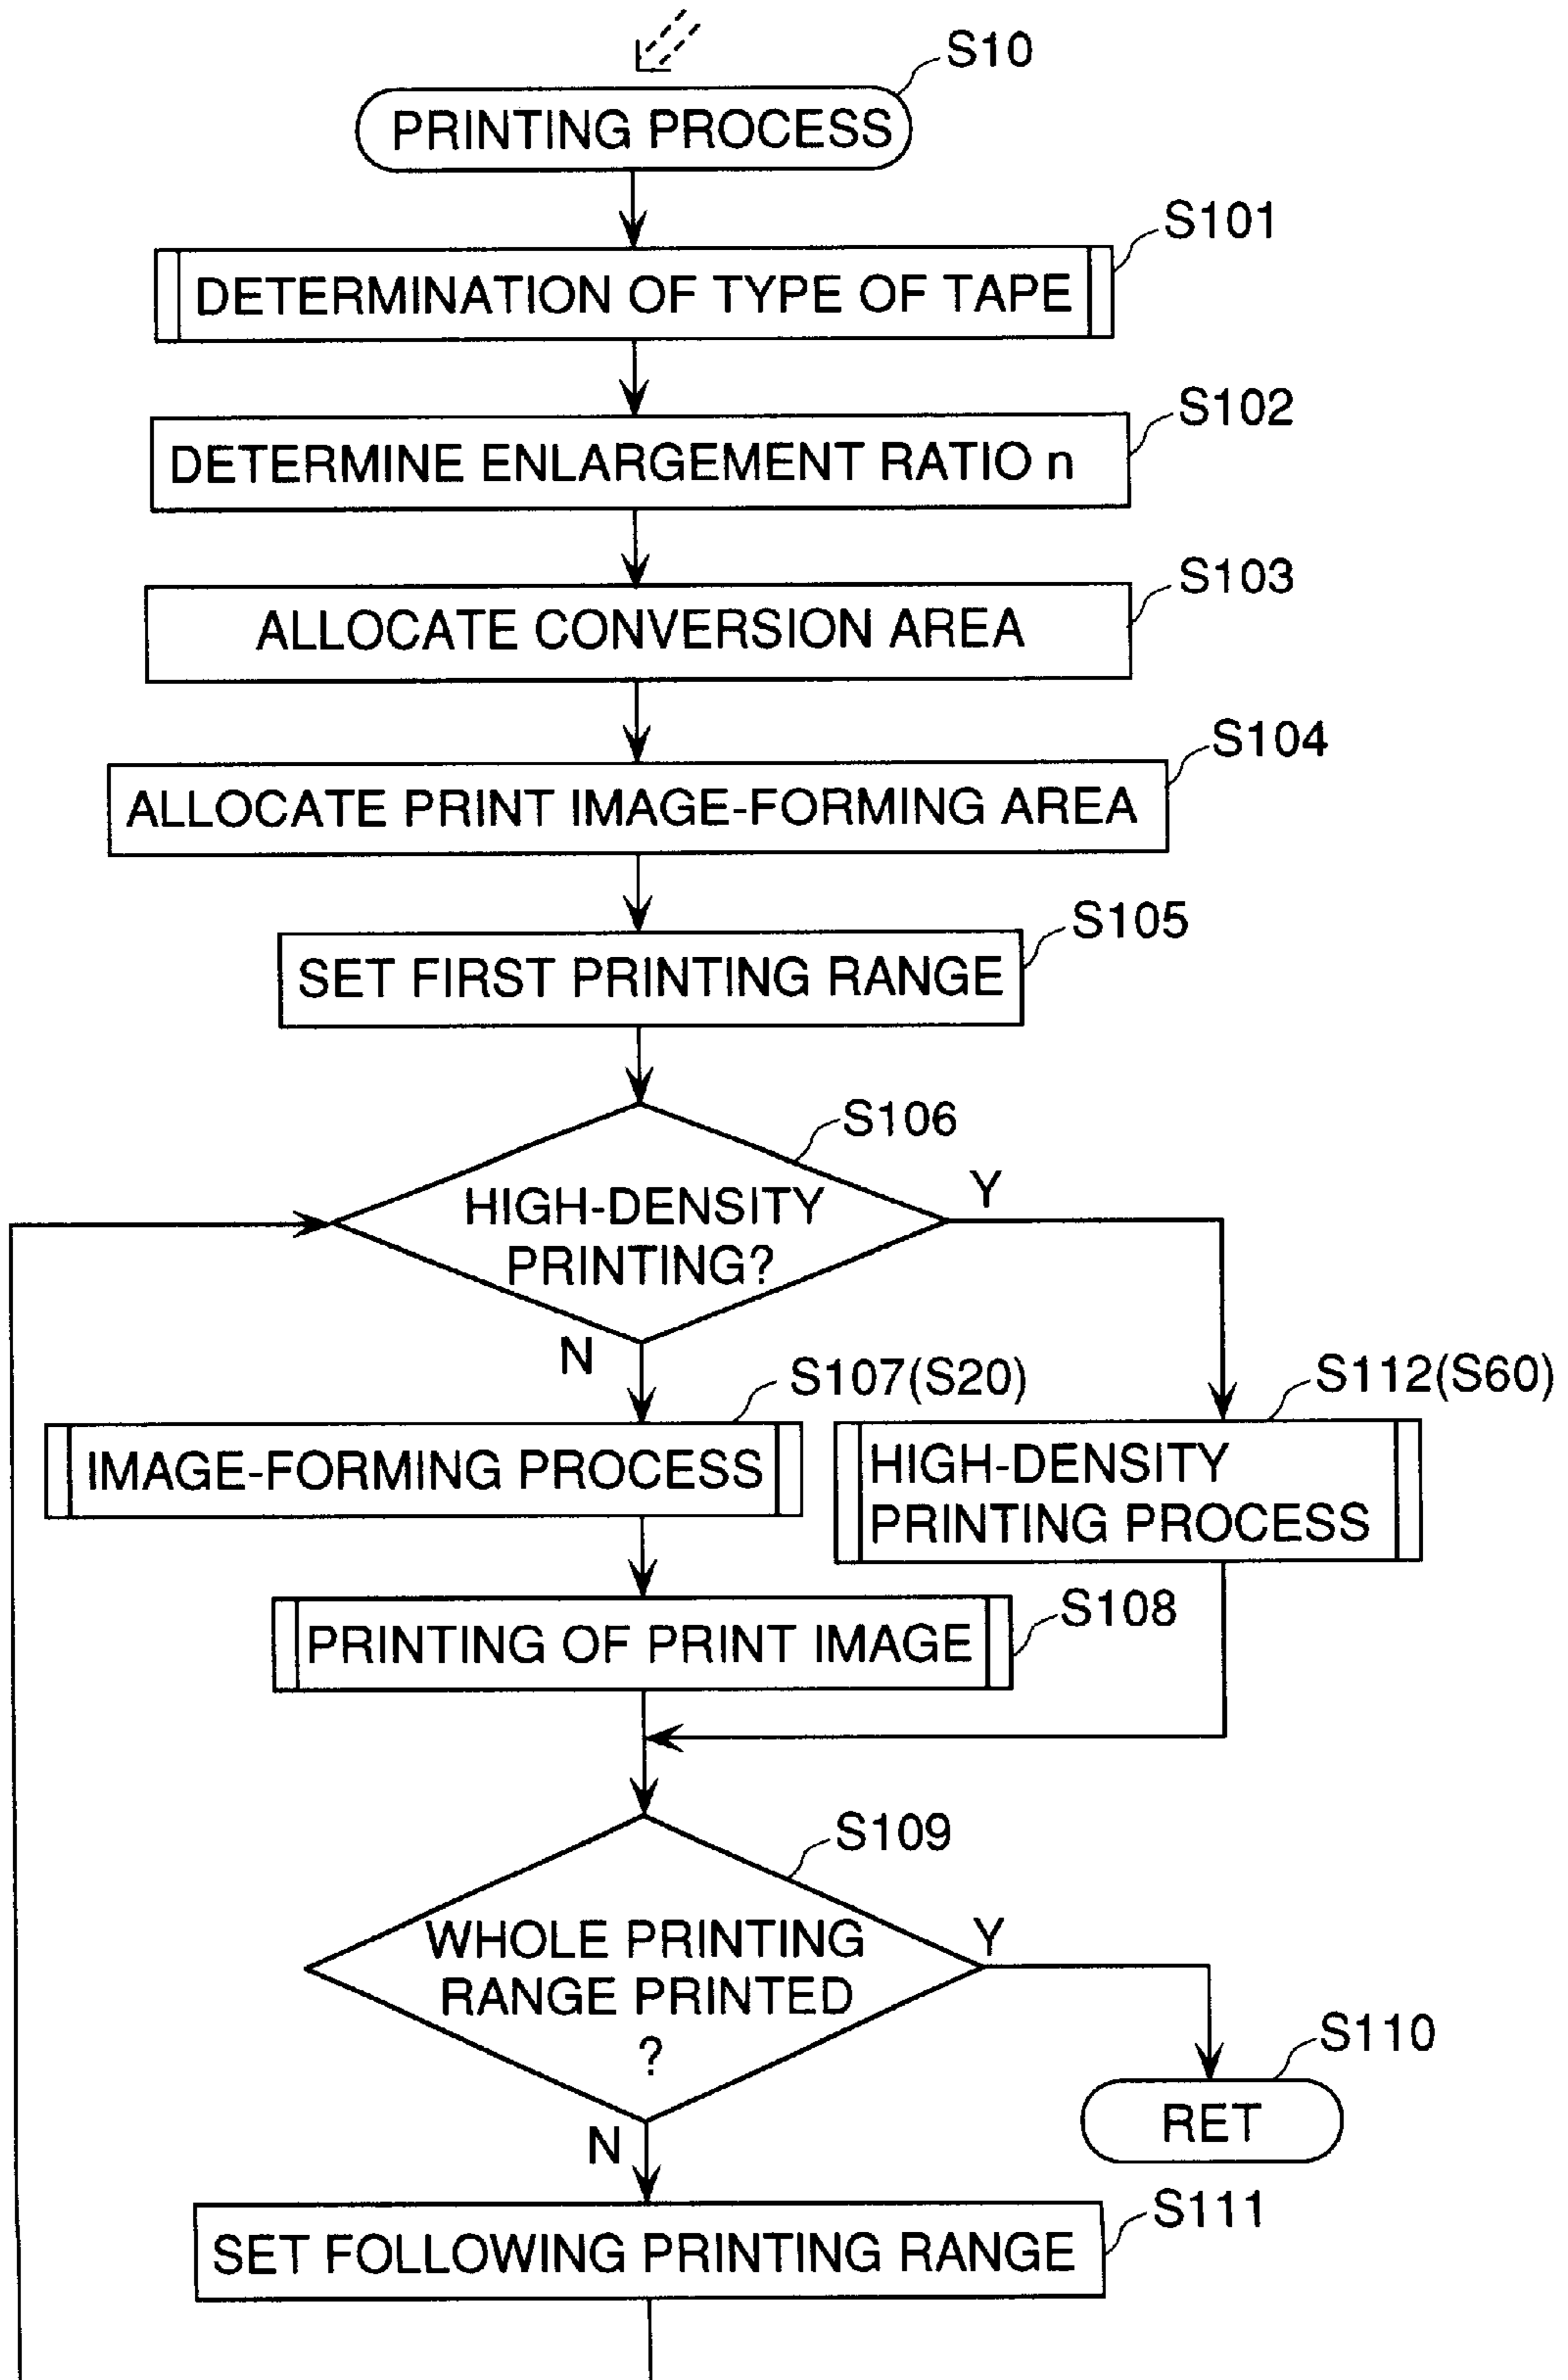 S10
PRINTING PROCESS
S101
DETERMINATION OF TYPE OF TAPE
S102
DETERMINE ENLARGEMENT RATIO n
S103
ALLOCATE CONVERSION AREA
S104
ALLOCATE PRINT IMAGE-FORMING AREA
S105
SET FIRST PRINTING RANGE
S106
HIGH-DENSITY
PRINTING?
Y
N
S107(S20)
IMAGE-FORMING PROCESS
S112(S60)
HIGH-DENSITY
PRINTING PROCESS
S108
PRINTING OF PRINT IMAGE
S109
WHOLE PRINTING
RANGE PRINTED
?
Y
N
S110
RET
S111
SET FOLLOWING PRINTING RANGE